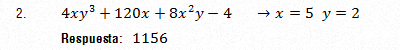 2. 4xy³ + 120x + 8x²y − 4 → x = 5 y = 2
Respuesta: 1156